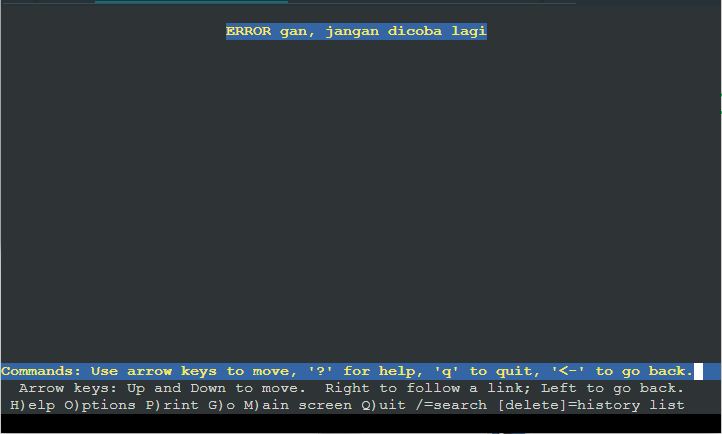 ERROR gan, jangan dicoba lagi
Commands: Use arrow keys to move, '?' for help, 'q' to quit, '<-' to go back.
Arrow keys: Up and Down to move.  Right to follow a link; Left to go back.
H)elp O)ptions P)rint G)o M)ain screen Q)uit /=search [delete]=history list